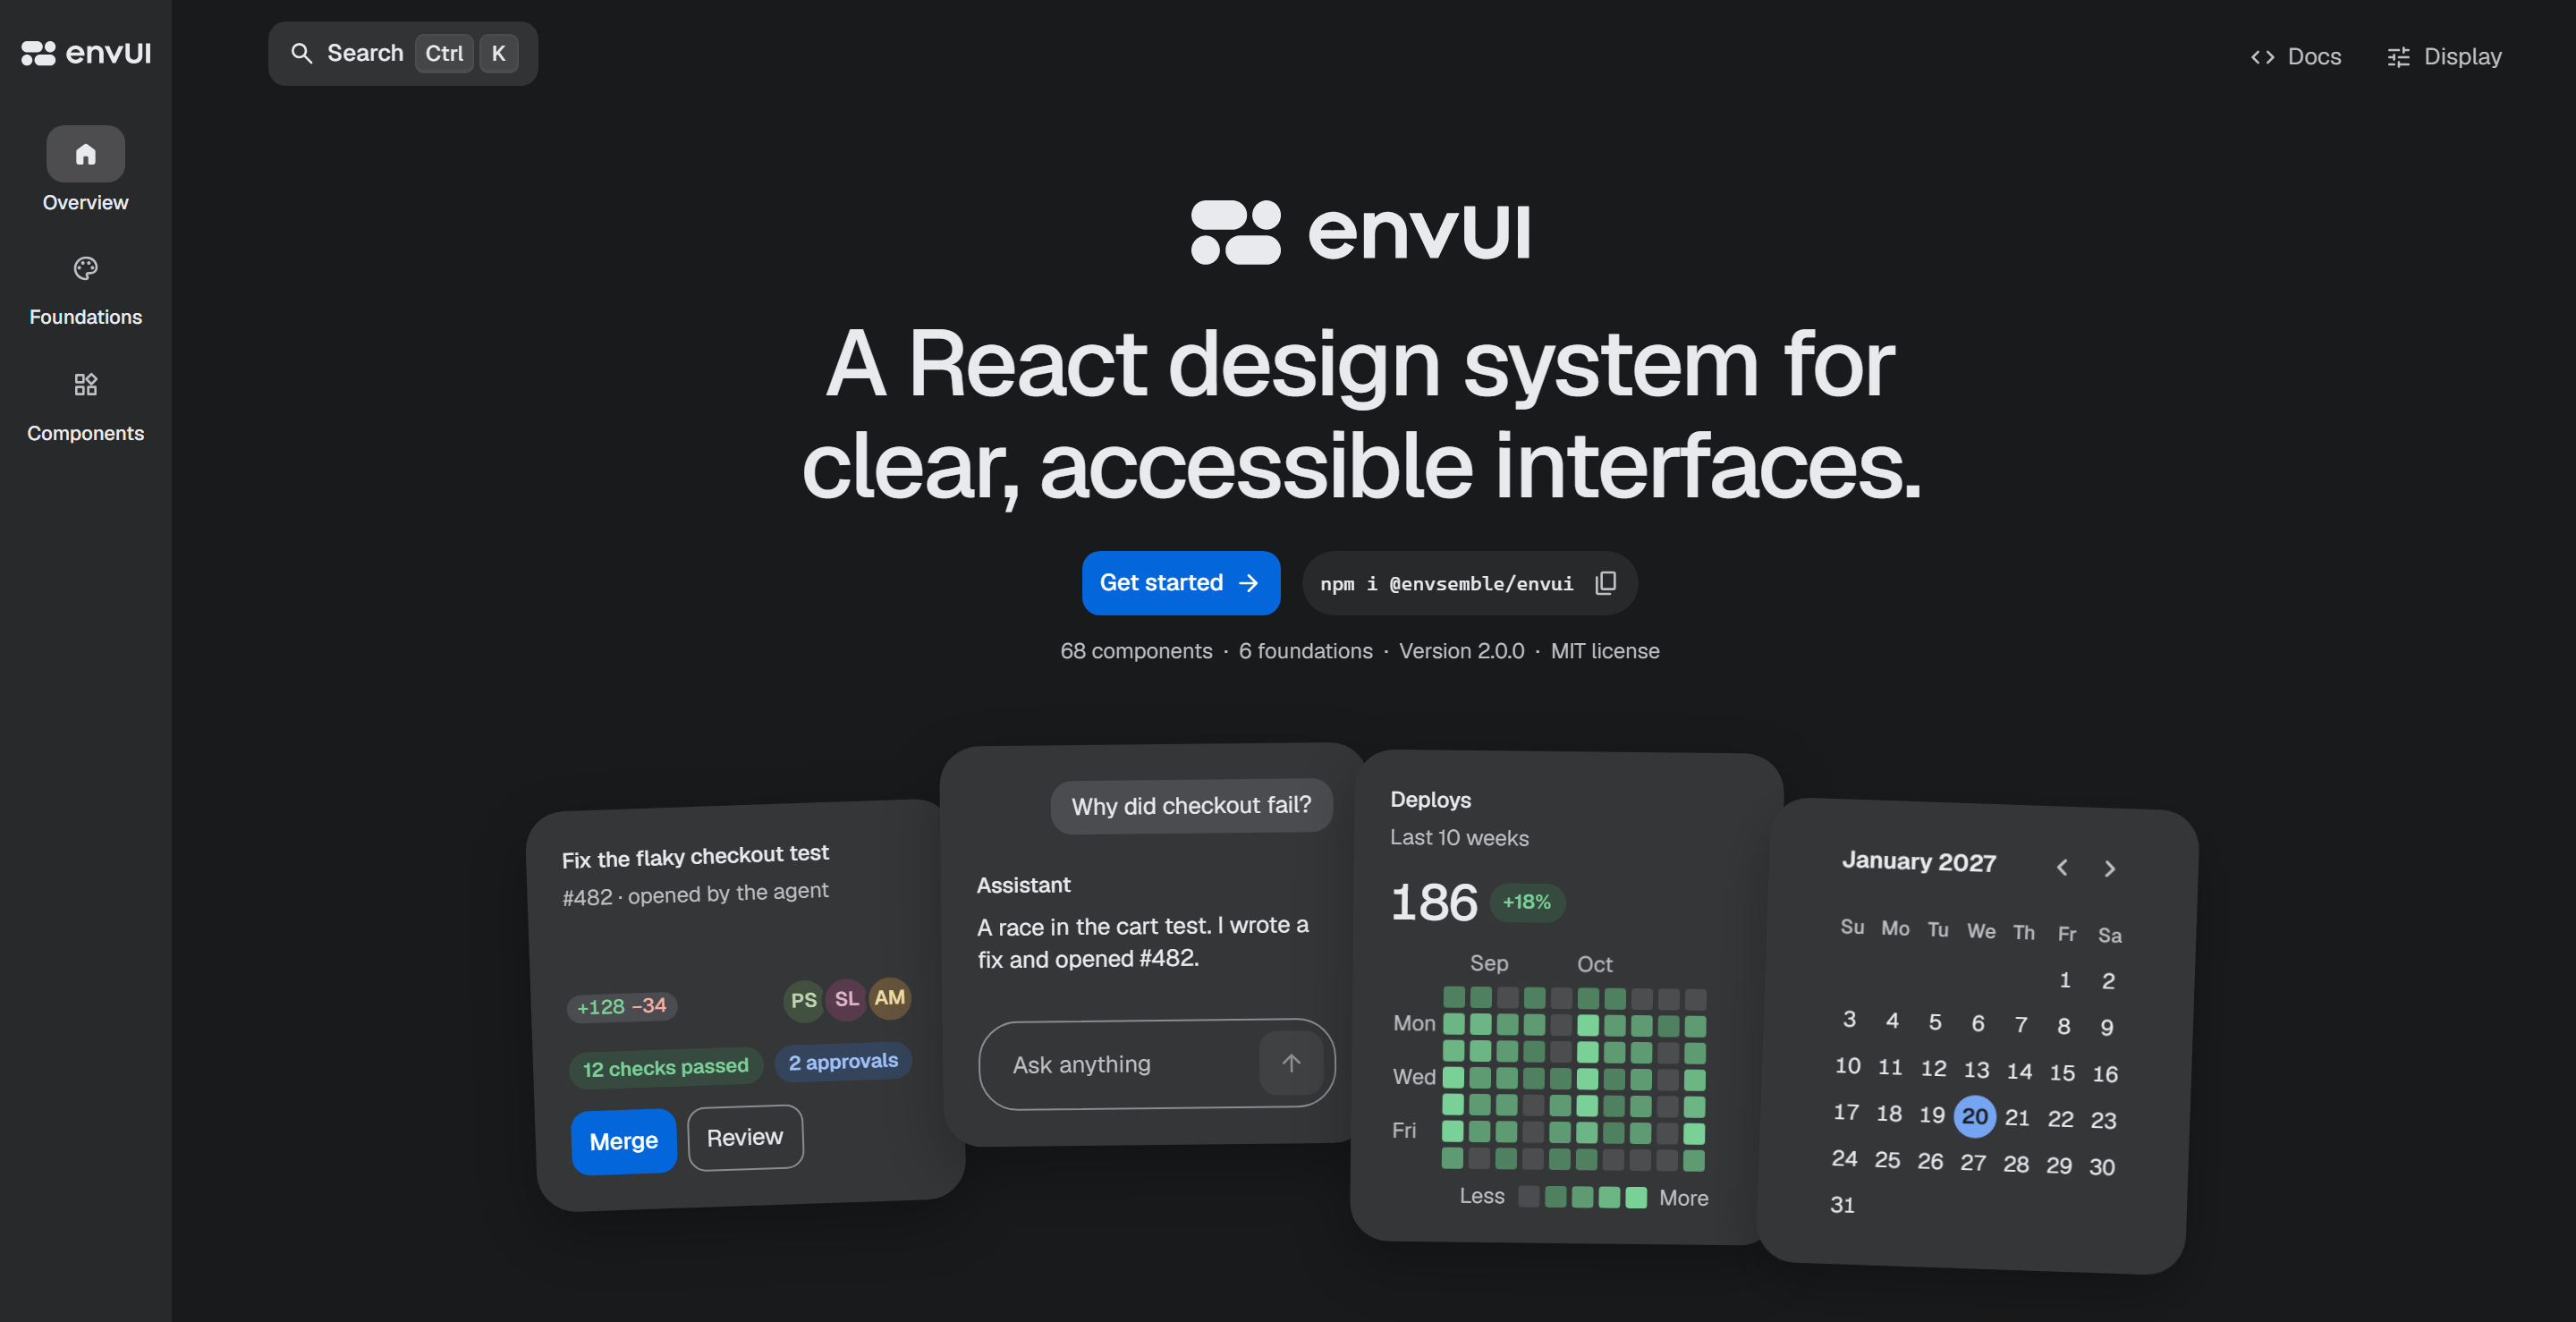 envUI
Search Ctrl K
Docs
Display
Overview
Foundations
Components
envUI
A React design system for
clear, accessible interfaces.
Get started
npm i @envsemble/envui
68 components · 6 foundations · Version 2.0.0 · MIT license
Fix the flaky checkout test
#482 · opened by the agent
+128 −34
PS SL AM
12 checks passed
2 approvals
Merge
Review
Why did checkout fail?
Assistant
A race in the cart test. I wrote a
fix and opened #482.
Ask anything
Deploys
Last 10 weeks
186 +18%
Sep Oct
Mon
Wed
Fri
Less More
January 2027
Su Mo Tu We Th Fr Sa
1 2
3 4 5 6 7 8 9
10 11 12 13 14 15 16
17 18 19 20 21 22 23
24 25 26 27 28 29 30
31